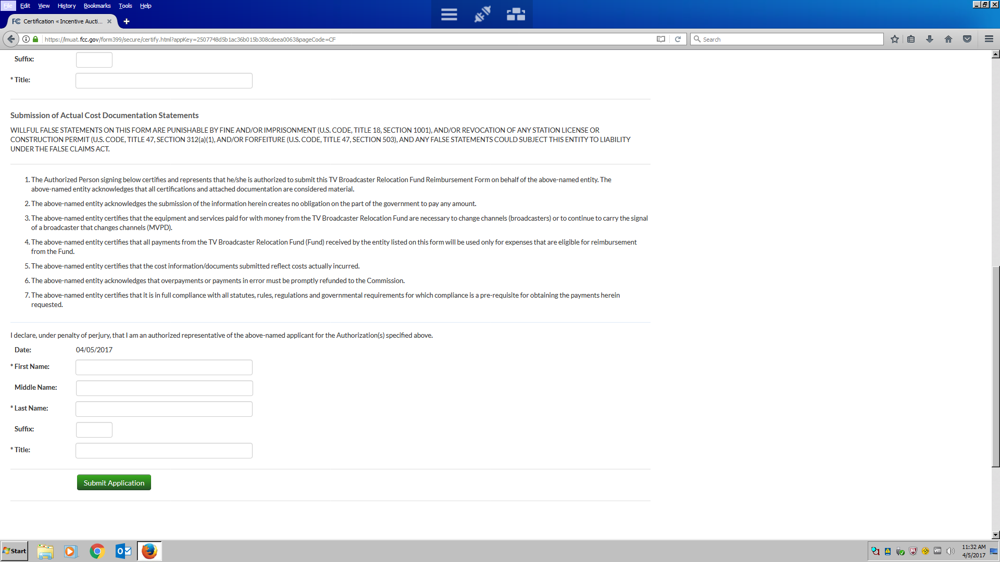 File Edit View History Bookmarks Tools Help
Certification « Incentive Aucti...
https://lmuat.fcc.gov/form399/secure/certify.html?appKey=2507748d5b1ac36b015b308cdeea0063&pageCode=CF
Search
Suffix:
* Title:
Submission of Actual Cost Documentation Statements
WILLFUL FALSE STATEMENTS ON THIS FORM ARE PUNISHABLE BY FINE AND/OR IMPRISONMENT (U.S. CODE, TITLE 18, SECTION 1001), AND/OR REVOCATION OF ANY STATION LICENSE OR
CONSTRUCTION PERMIT (U.S. CODE, TITLE 47, SECTION 312(a)(1), AND/OR FORFEITURE (U.S. CODE, TITLE 47, SECTION 503), AND ANY FALSE STATEMENTS COULD SUBJECT THIS ENTITY TO LIABILITY
UNDER THE FALSE CLAIMS ACT.
1. The Authorized Person signing below certifies and represents that he/she is authorized to submit this TV Broadcaster Relocation Fund Reimbursement Form on behalf of the above-named entity. The
above-named entity acknowledges that all certifications and attached documentation are considered material.
2. The above-named entity acknowledges the submission of the information herein creates no obligation on the part of the government to pay any amount.
3. The above-named entity certifies that the equipment and services paid for with money from the TV Broadcaster Relocation Fund are necessary to change channels (broadcasters) or to continue to carry the signal
of a broadcaster that changes channels (MVPD).
4. The above-named entity certifies that all payments from the TV Broadcaster Relocation Fund (Fund) received by the entity listed on this form will be used only for expenses that are eligible for reimbursement
from the Fund.
5. The above-named entity certifies that the cost information/documents submitted reflect costs actually incurred.
6. The above-named entity acknowledges that overpayments or payments in error must be promptly refunded to the Commission.
7. The above-named entity certifies that it is in full compliance with all statutes, rules, regulations and governmental requirements for which compliance is a pre-requisite for obtaining the payments herein
requested.
I declare, under penalty of perjury, that I am an authorized representative of the above-named applicant for the Authorization(s) specified above.
Date: 04/05/2017
* First Name:
Middle Name:
* Last Name:
Suffix:
* Title:
Submit Application
Start
11:32 AM
4/5/2017